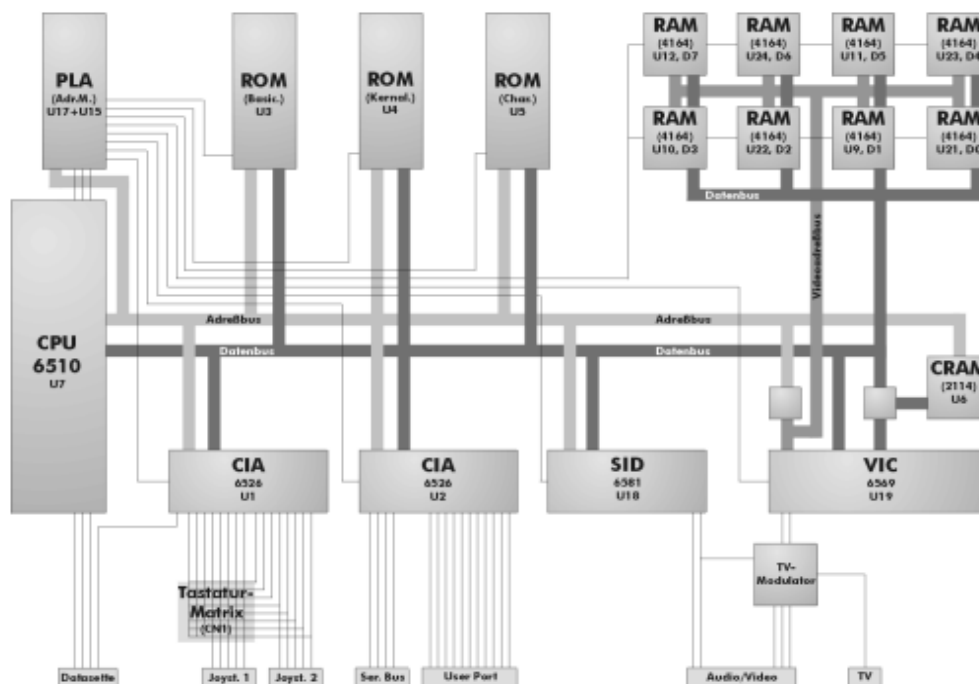 PLA
(Adr.M.)
U17+U15
ROM
(Basic.)
U3
ROM
(Kernal.)
U4
ROM
(Char.)
U5
RAM
(4164)
U12, D7
RAM
(4164)
U24, D6
RAM
(4164)
U11, D5
RAM
(4164)
U23, D4
RAM
(4164)
U10, D3
RAM
(4164)
U22, D2
RAM
(4164)
U9, D1
RAM
(4164)
U21, D0
Datenbus
Videoadreßbus
Adreßbus
Adreßbus
CPU
6510
U7
Datenbus
Datenbus
CRAM
(2114)
U6
CIA
6526
U1
CIA
6526
U2
SID
6581
U18
VIC
6569
U19
TV-
Modulator
Tastatur-
Matrix
(CN1)
Datasette
Joyst. 1
Joyst. 2
Ser. Bus
User Port
Audio/Video
TV